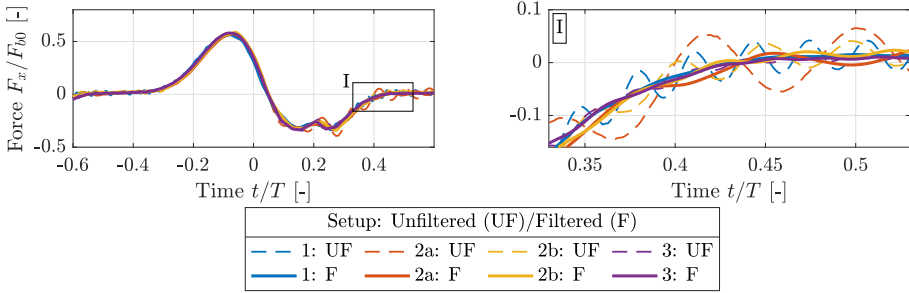 Force F_x/F_{b0} [-]
0.5
0
-0.5
I
-0.6 -0.4 -0.2 0 0.2 0.4
Time t/T [-]
I
0.1
0
-0.1
0.35 0.4 0.45 0.5
Time t/T [-]
Setup: Unfiltered (UF)/Filtered (F)
1: UF 2a: UF 2b: UF 3: UF
1: F 2a: F 2b: F 3: F